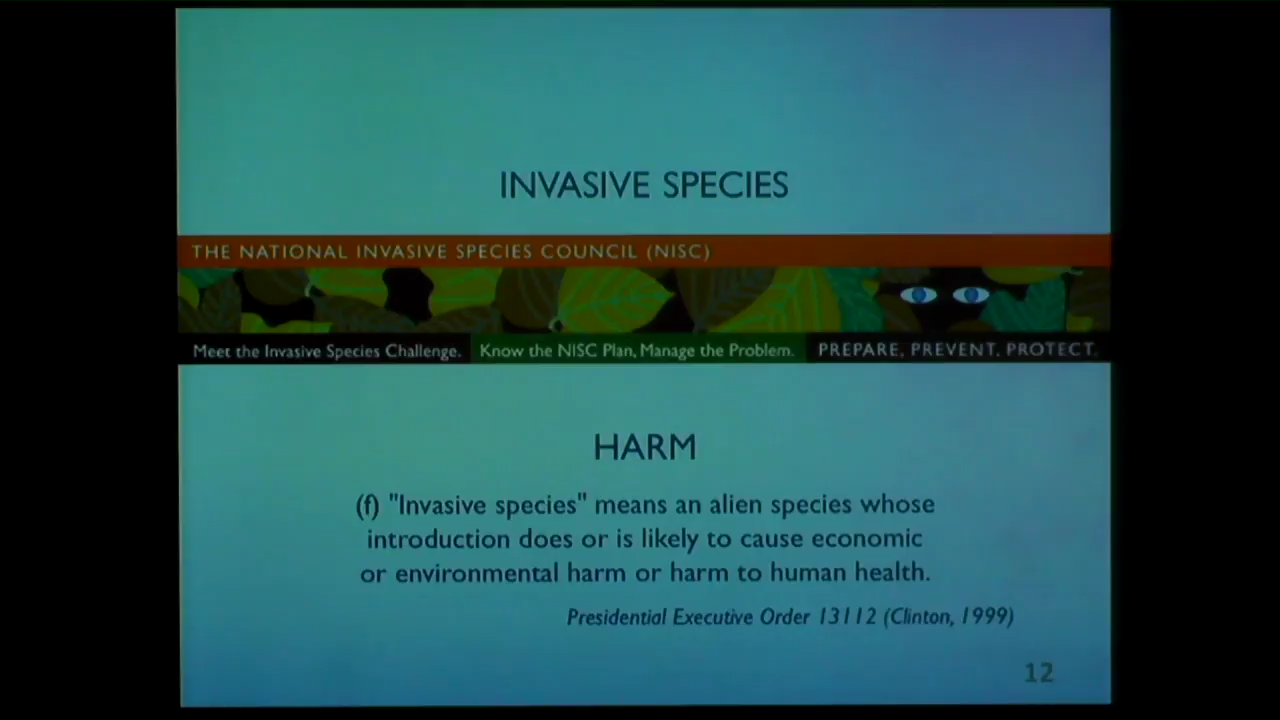 INVASIVE SPECIES
THE NATIONAL INVASIVE SPECIES COUNCIL (NISC)
Meet the Invasive Species Challenge. Know the NISC Plan, Manage the Problem. PREPARE, PREVENT, PROTECT.
HARM
(f) "Invasive species" means an alien species whose
introduction does or is likely to cause economic
or environmental harm or harm to human health.
Presidential Executive Order 13112 (Clinton, 1999)
12